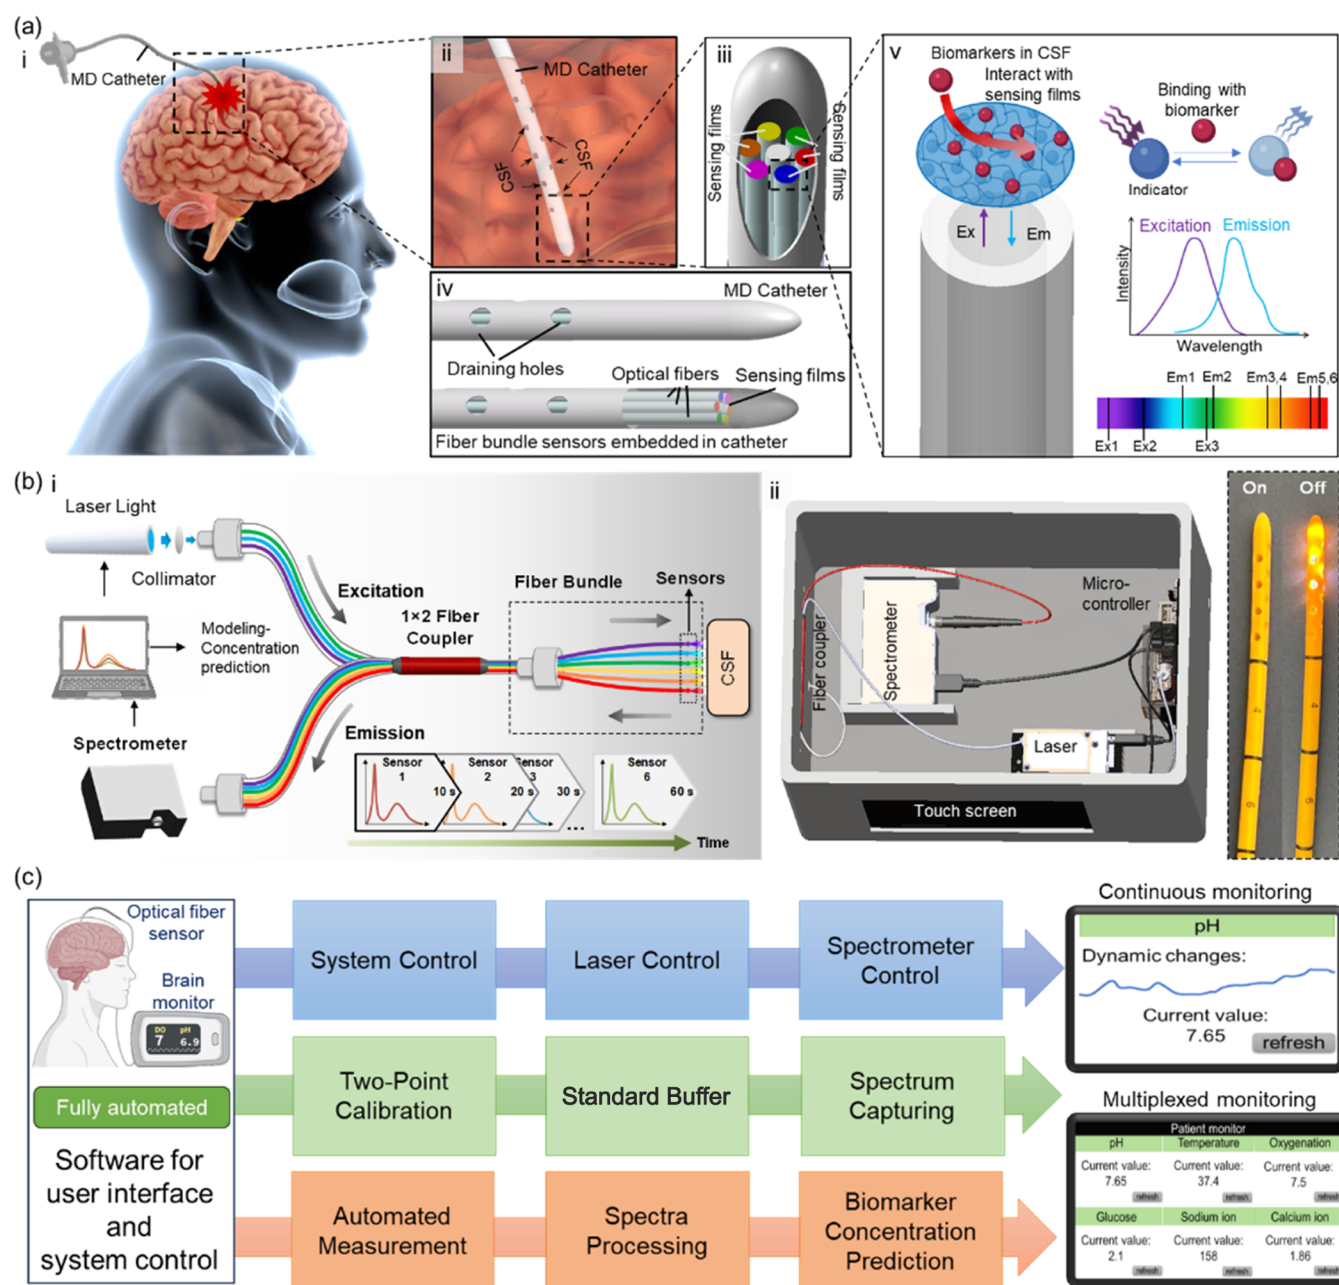 (a)
i
MD Catheter
ii
MD Catheter
CSF
CSF
iii
Sensing films
Sensing films
iv
MD Catheter
Draining holes
Optical fibers
Sensing films
Fiber bundle sensors embedded in catheter
v
Biomarkers in CSF
Interact with
sensing films
Binding with
biomarker
Indicator
Ex
Em
Excitation
Emission
Intensity
Wavelength
Em1
Em2
Em3,4
Em5,6
Ex1
Ex2
Ex3
(b)
i
Laser Light
Collimator
Excitation
1×2 Fiber
Coupler
Fiber Bundle
Sensors
CSF
Modeling-
Concentration
prediction
Spectrometer
Emission
Sensor
1
10 s
Sensor
2
20 s
Sensor
3
30 s
...
Sensor
6
60 s
Time
ii
Fiber coupler
Spectrometer
Micro-
controller
Laser
Touch screen
On
Off
4
6
4
6
(c)
Optical fiber
sensor
Brain
monitor
DO
pH
7
6.9
Fully automated
Software for
user interface
and
system control
System Control
Laser Control
Spectrometer
Control
Two-Point
Calibration
Standard Buffer
Spectrum
Capturing
Automated
Measurement
Spectra
Processing
Biomarker
Concentration
Prediction
Continuous monitoring
pH
Dynamic changes:
Current value:
7.65
refresh
Multiplexed monitoring
Patient monitor
pH
Temperature
Oxygenation
Current value:
Current value:
Current value:
7.65
37.4
7.5
refresh
refresh
refresh
Glucose
Sodium ion
Calcium ion
Current value:
Current value:
Current value:
2.1
158
1.86
refresh
refresh
refresh